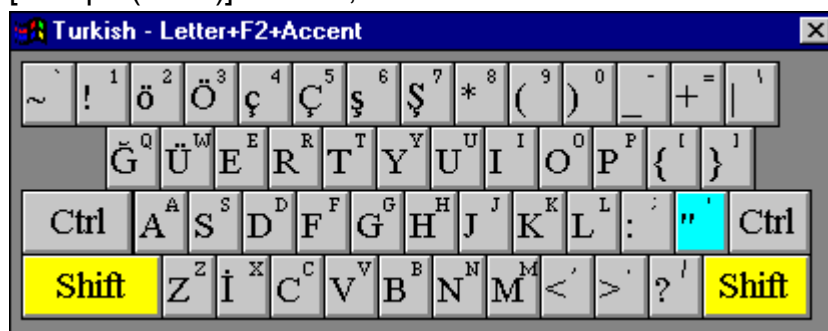 Turkish - Letter+F2+Accent
~ ` ! 1 ö 2 Ö 3 ç 4 Ç 5 ş 6 Ş 7 * 8 ( 9 ) 0 _ - + = | \
Ğ Q Ü W E E R R T T Y Y U U I I O O P P { [ } ]
Ctrl A A S S D D F F G G H H J J K K L L : ; " ' Ctrl
Shift Z Z İ X C C V V B B N N M M < , > . ? / Shift